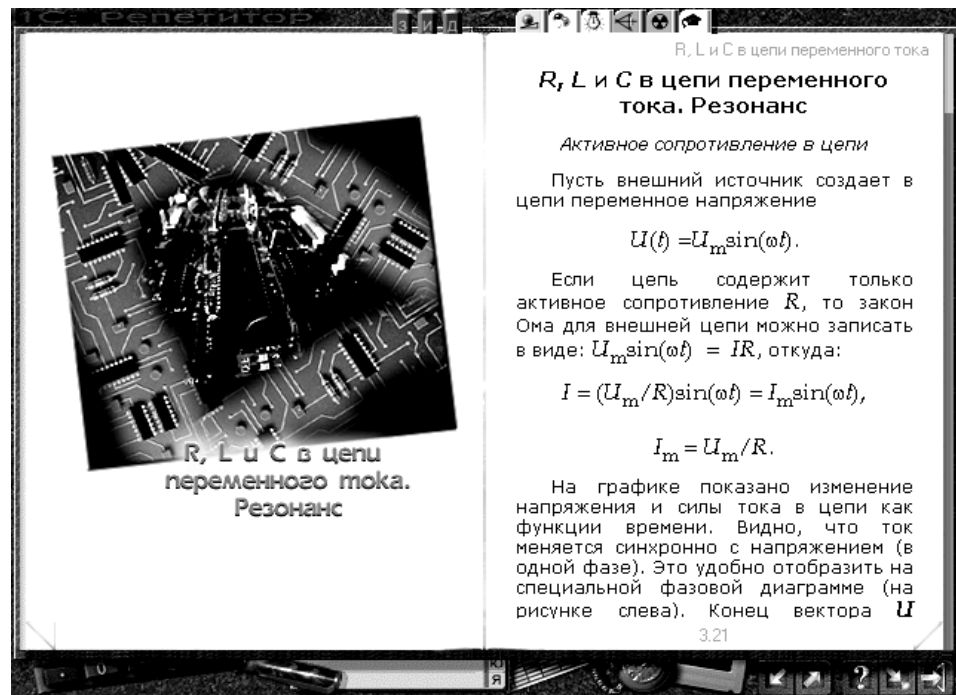 1С: Репетитор
З И Л
R, L и C в цепи
переменного тока.
Резонанс
R, L и C в цепи переменного тока
R, L и C в цепи переменного
тока. Резонанс
Активное сопротивление в цепи
Пусть внешний источник создает в
цепи переменное напряжение
U(t) =Uₘsin(ωt).
Если цепь содержит только
активное сопротивление R, то закон
Ома для внешней цепи можно записать
в виде: Uₘsin(ωt) = IR, откуда:
I = (Uₘ/R)sin(ωt) = Iₘsin(ωt),
Iₘ = Uₘ/R.
На графике показано изменение
напряжения и силы тока в цепи как
функции времени. Видно, что ток
меняется синхронно с напряжением (в
одной фазе). Это удобно отобразить на
специальной фазовой диаграмме (на
рисунке слева). Конец вектора U
3.21
Я
?